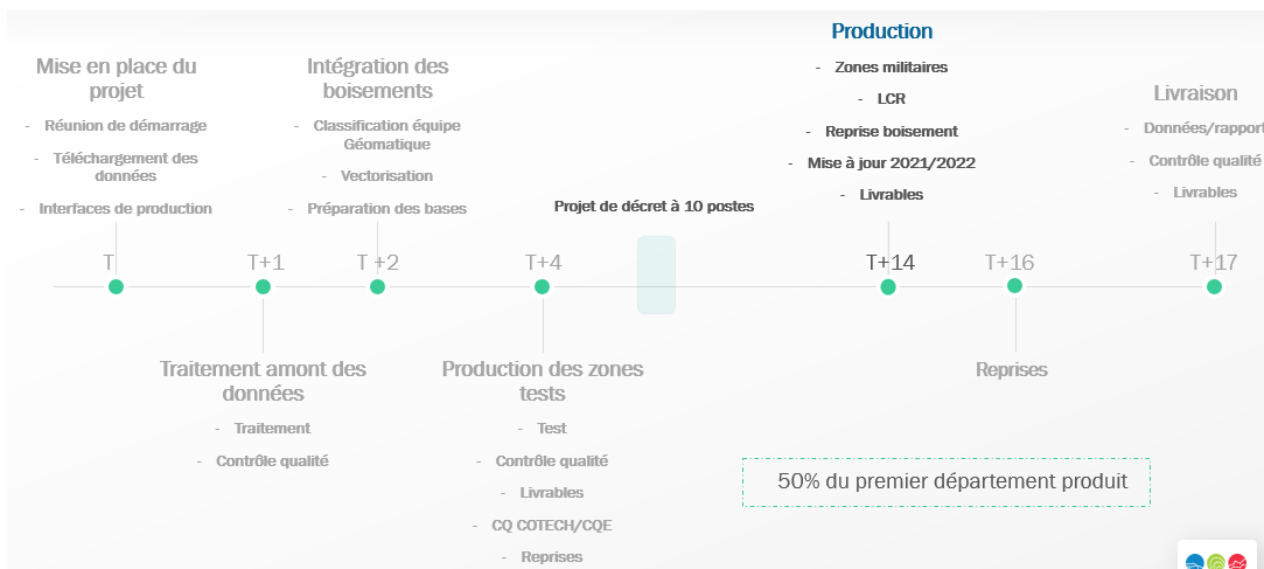 Mise en place du
projet
- Réunion de démarrage
- Téléchargement des
données
- Interfaces de production
Intégration des
boisements
- Classification équipe
Géomatique
- Vectorisation
- Préparation des bases
Projet de décret à 10 postes
Production
- Zones militaires
- LCR
- Reprise boisement
- Mise à jour 2021/2022
- Livrables
Livraison
- Données/rapport
- Contrôle qualité
- Livrables
T
T+1
T +2
T+4
T+14
T+16
T+17
Traitement amont des
données
- Traitement
- Contrôle qualité
Production des zones
tests
- Test
- Contrôle qualité
- Livrables
- CQ COTECH/CQE
- Reprises
Reprises
50% du premier département produit